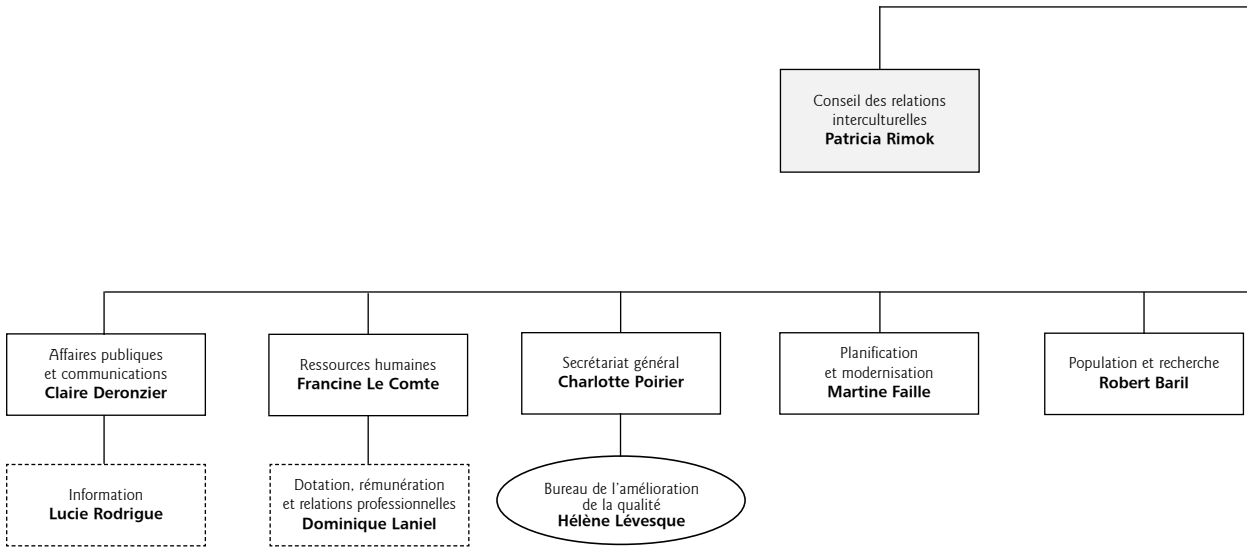 Conseil des relations
interculturelles
Patricia Rimok
Affaires publiques
et communications
Claire Deronzier
Ressources humaines
Francine Le Comte
Secrétariat général
Charlotte Poirier
Planification
et modernisation
Martine Faille
Population et recherche
Robert Baril
Information
Lucie Rodrigue
Dotation, rémunération
et relations professionnelles
Dominique Laniel
Bureau de l'amélioration
de la qualité
Hélène Lévesque